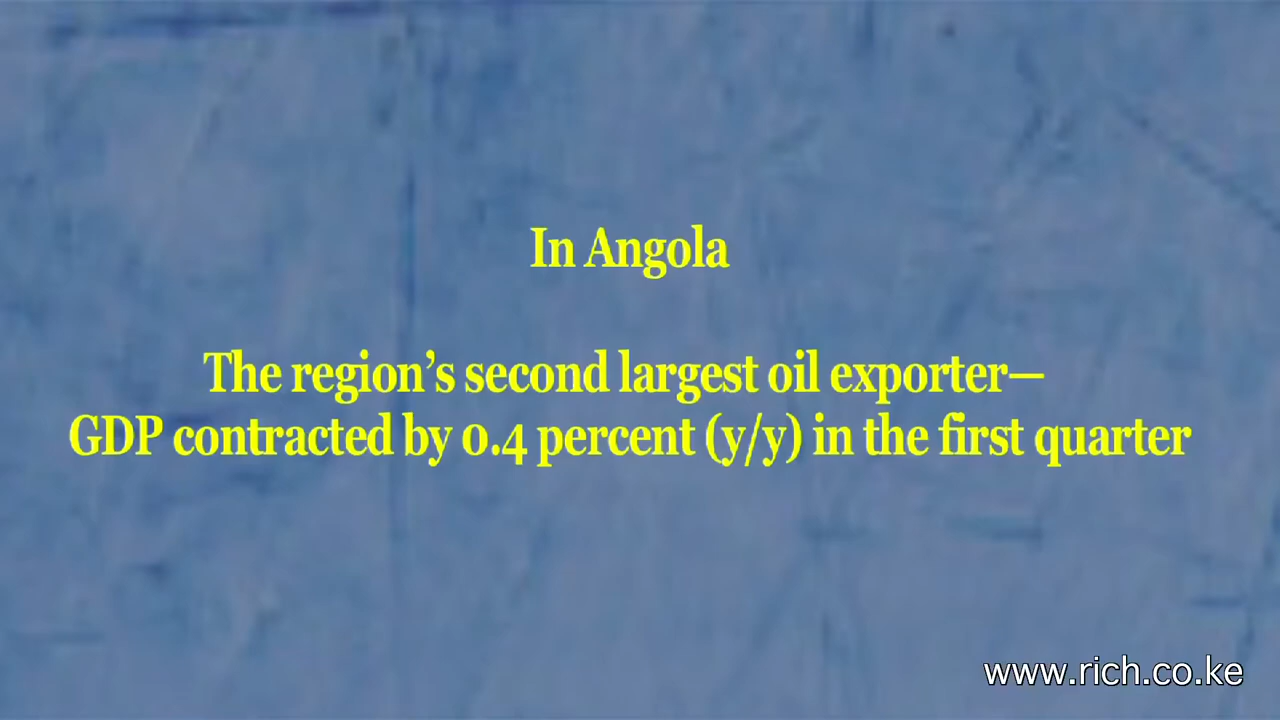 In Angola
The region’s second largest oil exporter—
GDP contracted by 0.4 percent (y/y) in the first quarter
www.rich.co.ke